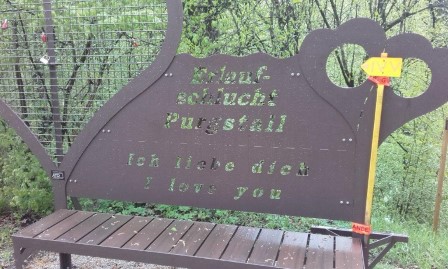 Erlauf-
schlucht
Purgstall
Ich liebe dich
I love you